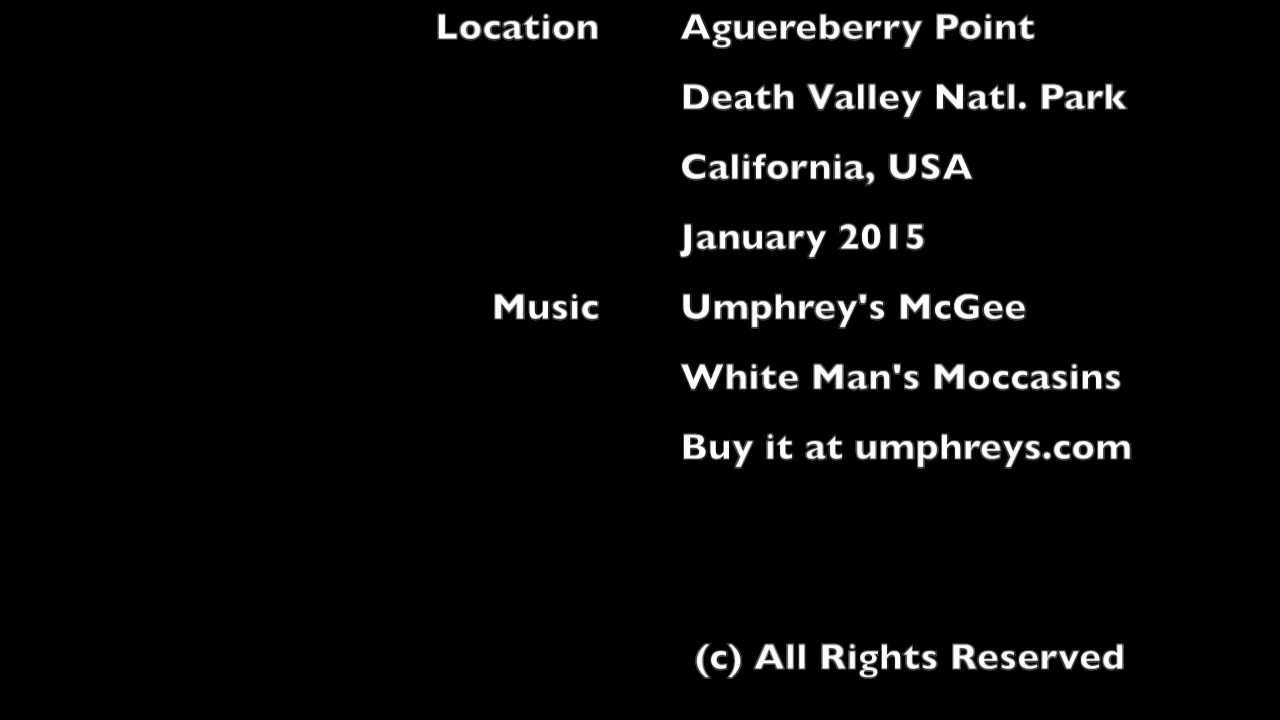 Location Aguereberry Point
Death Valley Natl. Park
California, USA
January 2015
Music Umphrey's McGee
White Man's Moccasins
Buy it at umphreys.com
(c) All Rights Reserved